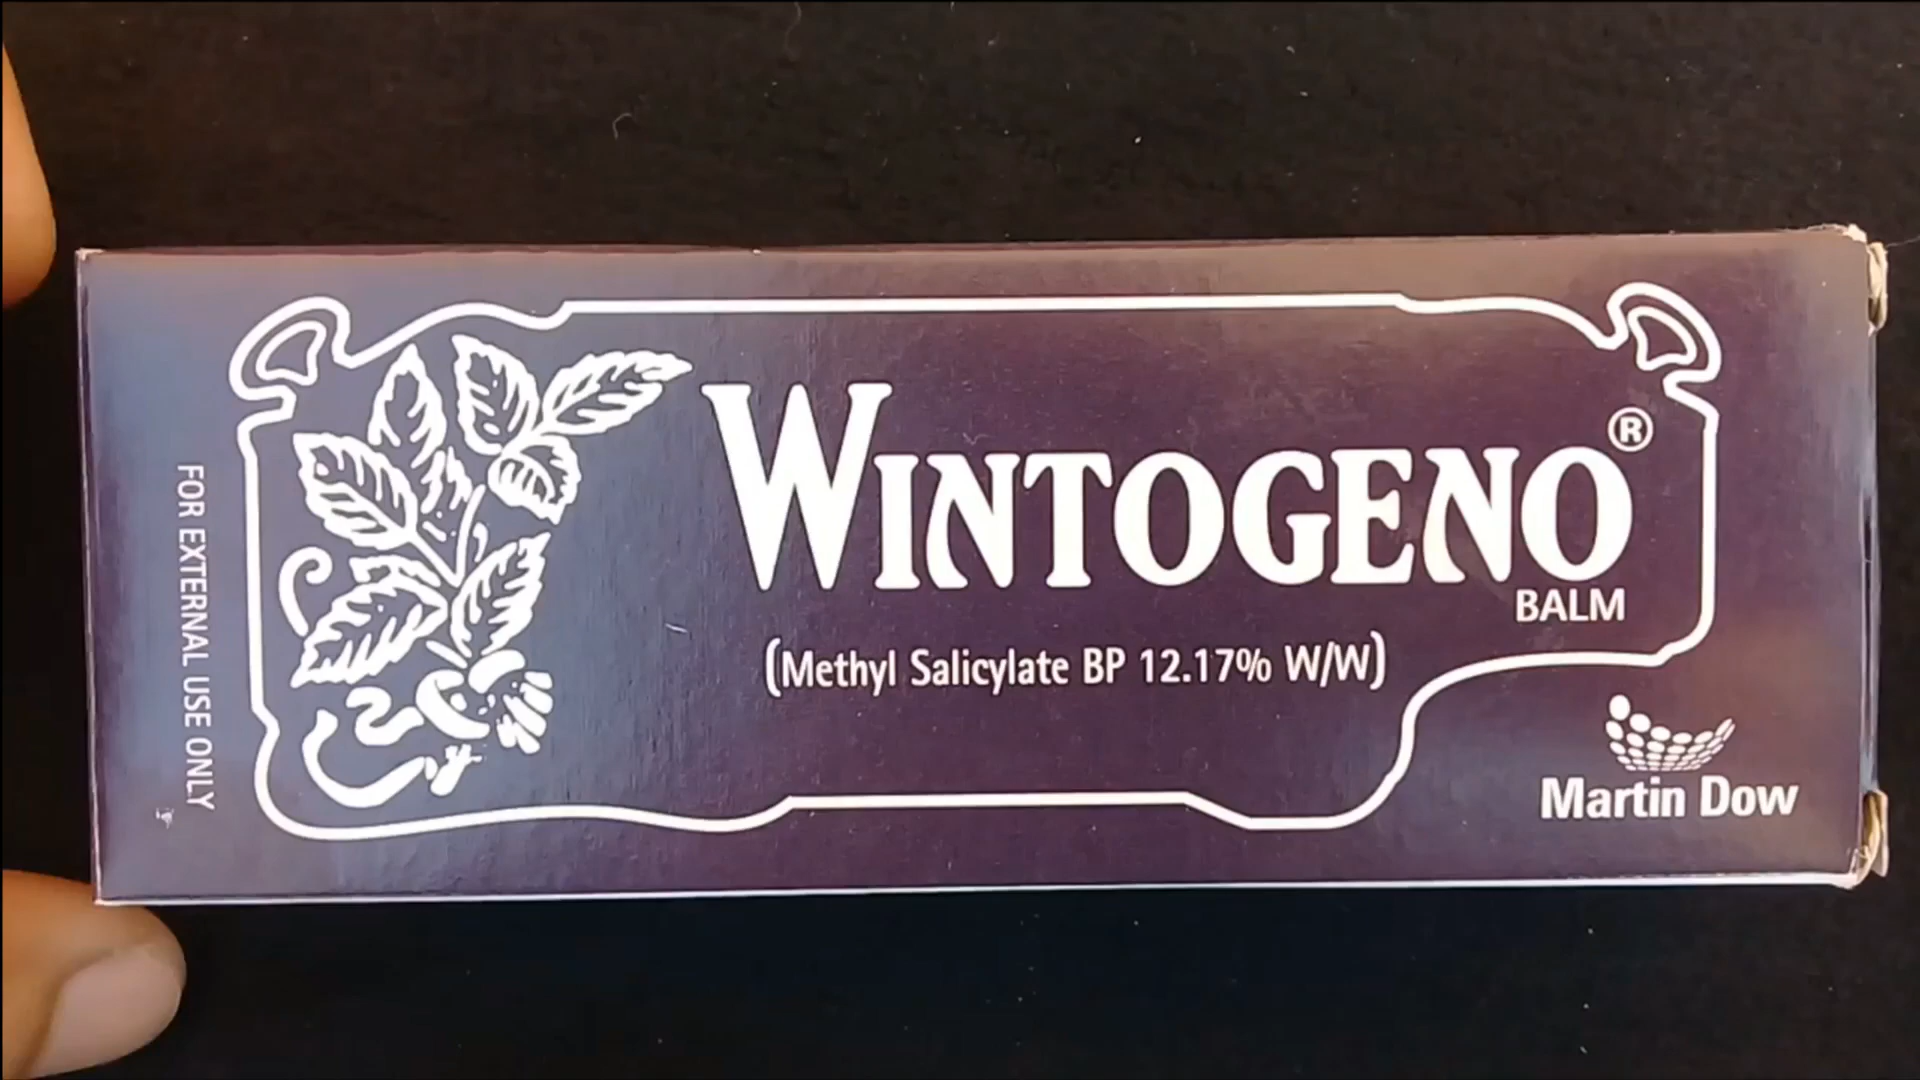 FOR EXTERNAL USE ONLY
WINTOGENO®
BALM
(Methyl Salicylate BP 12.17% W/W)
Martin Dow